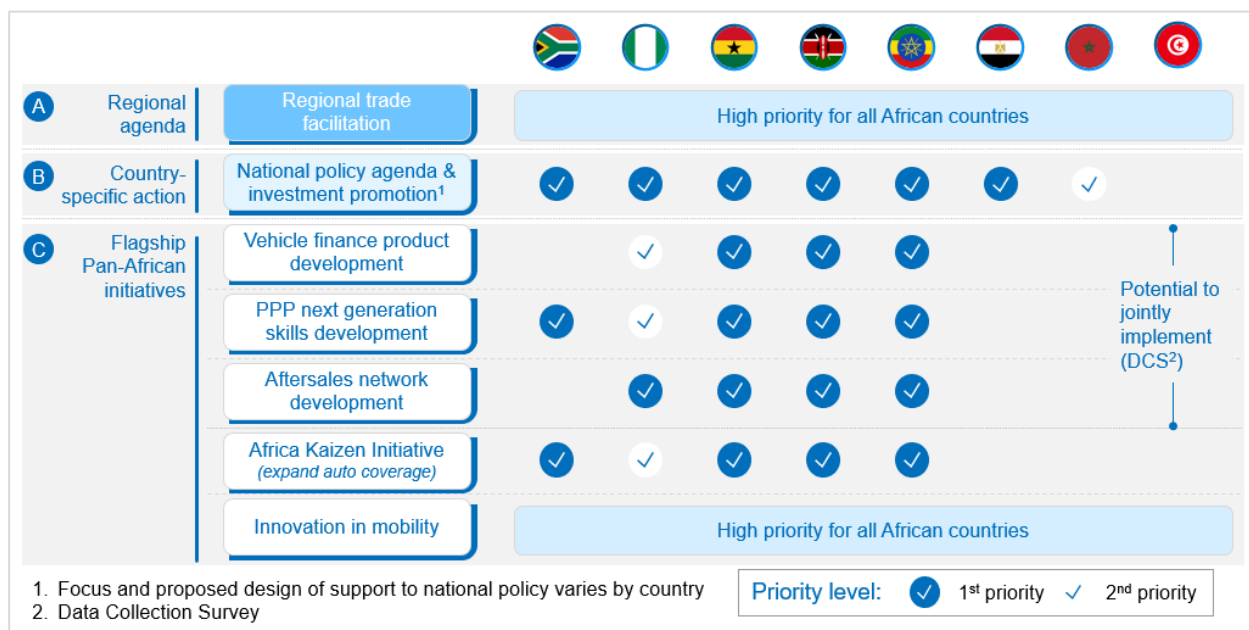 A
Regional
agenda
Regional trade
facilitation
High priority for all African countries
B
Country-
specific action
National policy agenda &
investment promotion¹
C
Flagship
Pan-African
initiatives
Vehicle finance product
development
PPP next generation
skills development
Aftersales network
development
Africa Kaizen Initiative
(expand auto coverage)
Innovation in mobility
High priority for all African countries
Potential to
jointly
implement
(DCS²)
1. Focus and proposed design of support to national policy varies by country
2. Data Collection Survey
Priority level: 1st priority 2nd priority